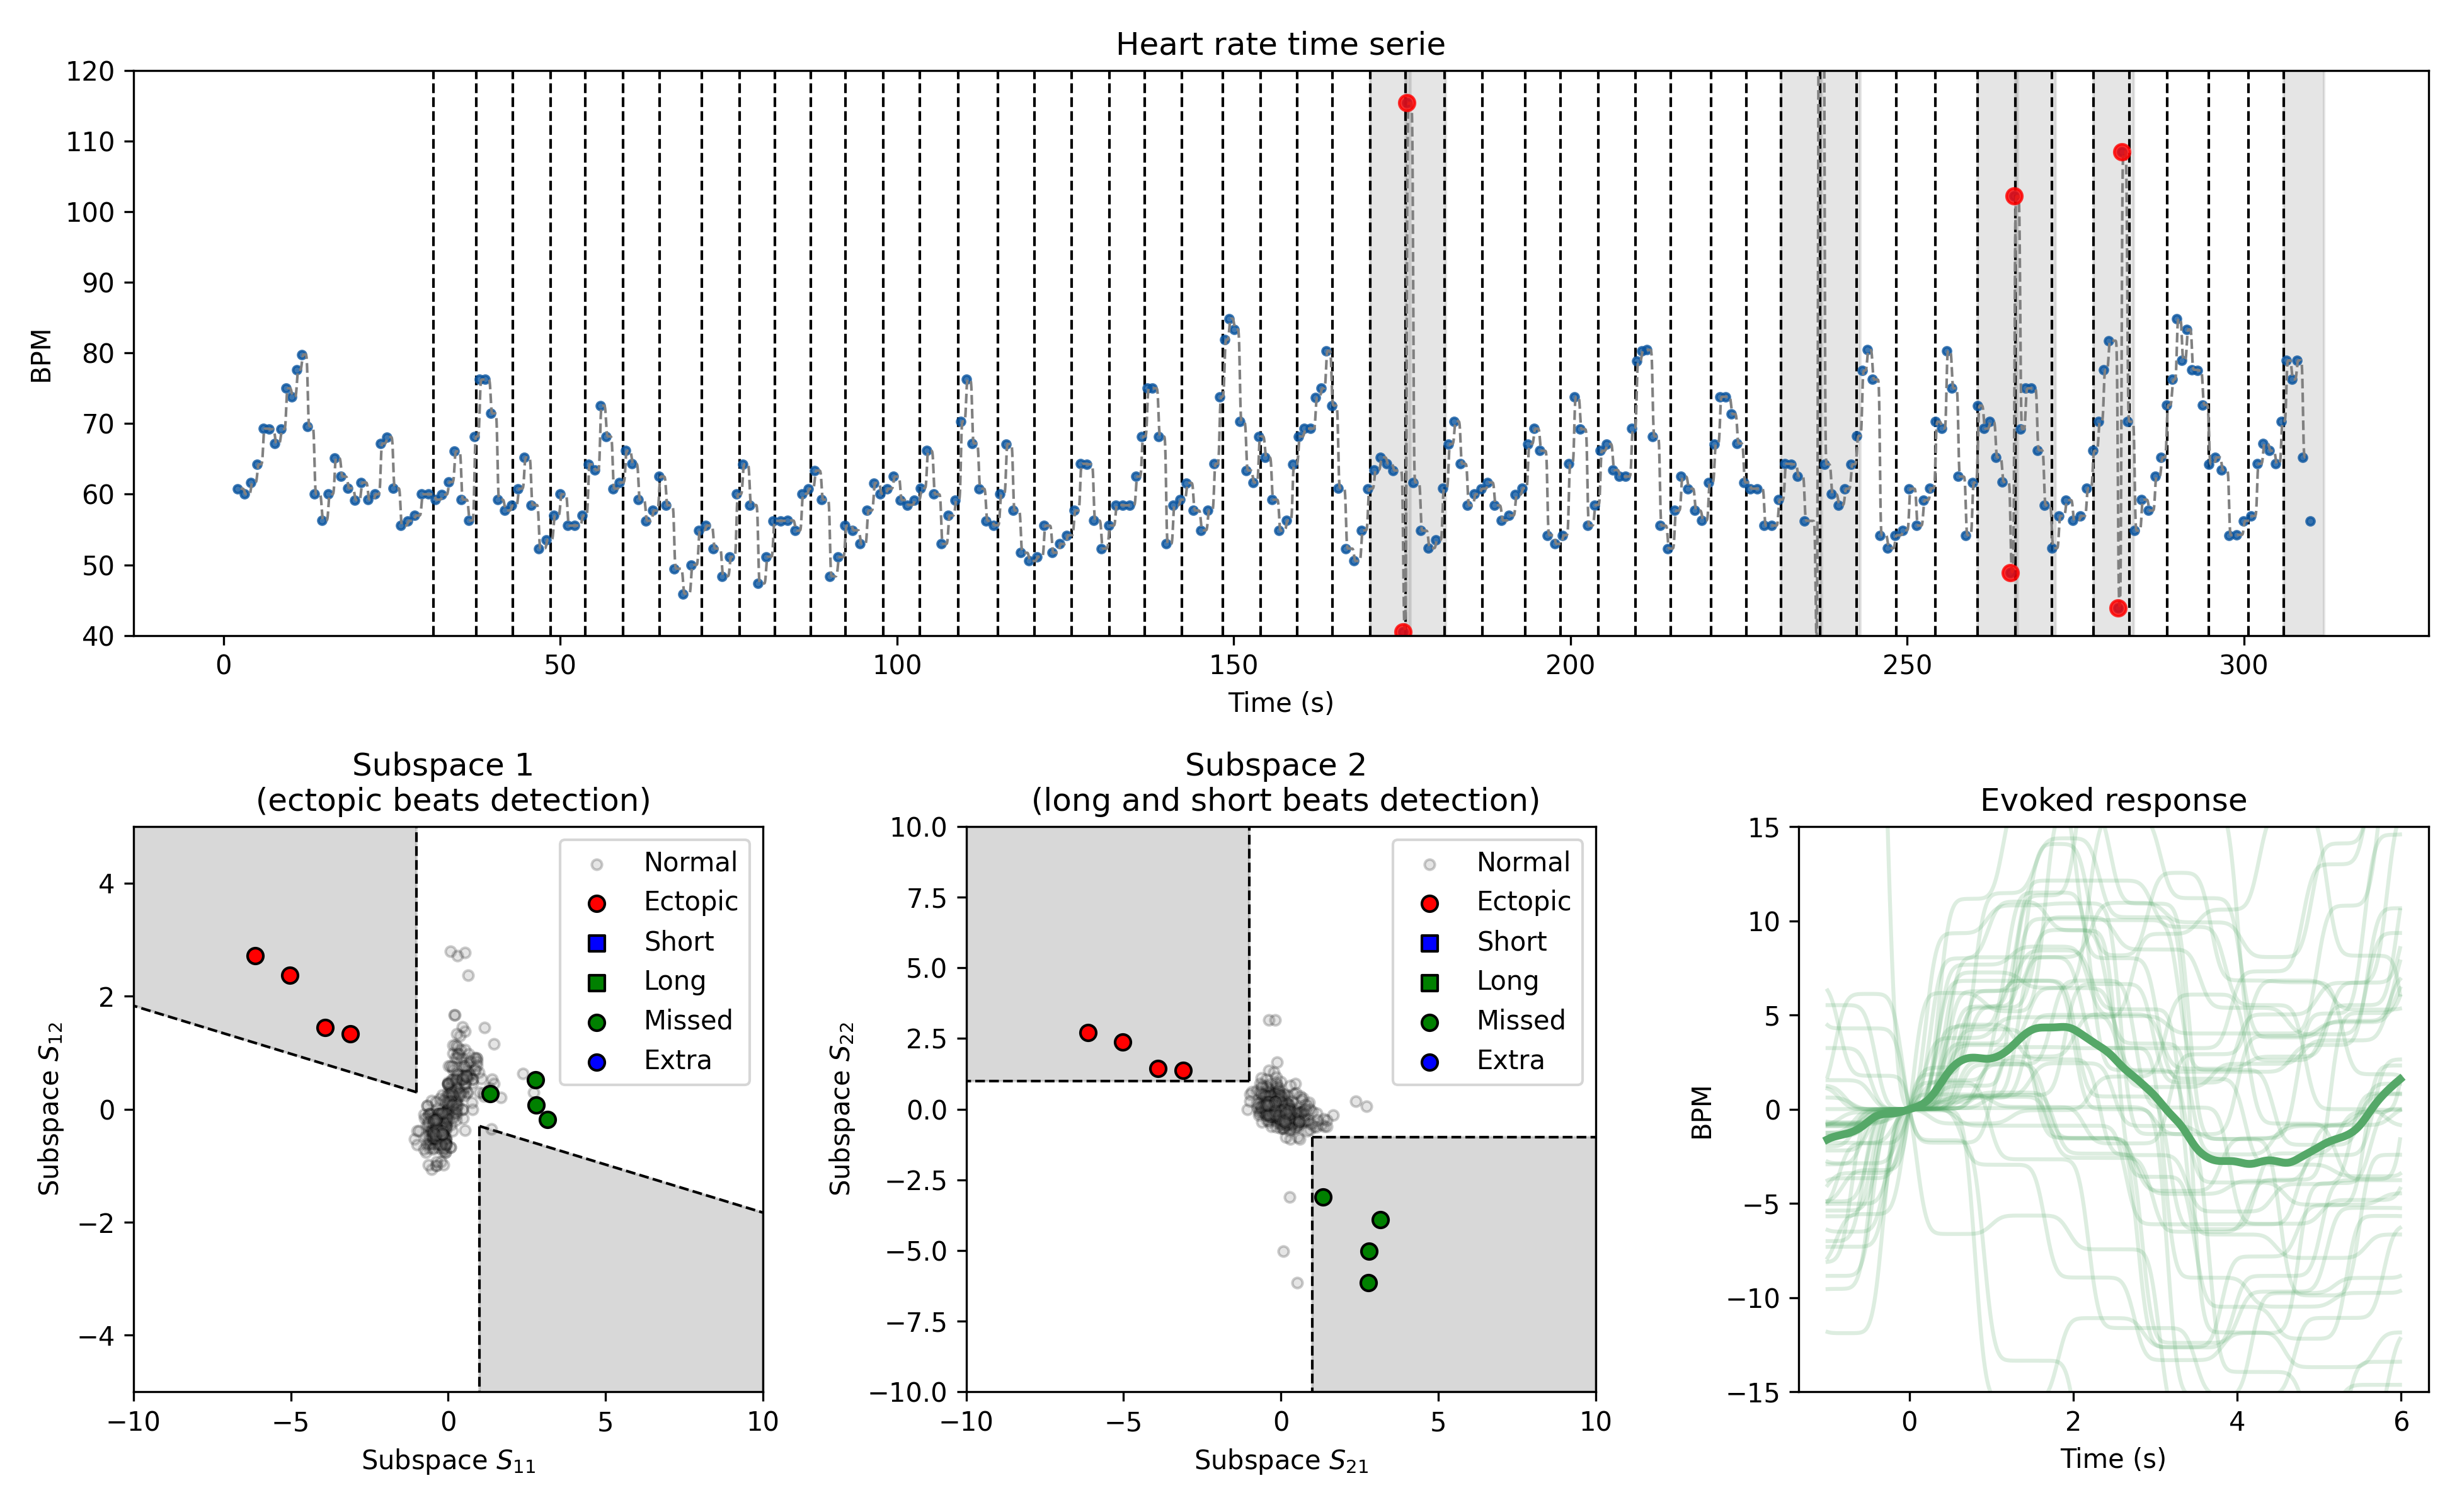 Heart rate time serie
120
110
100
90
80
70
60
50
40
BPM
0
50
100
150
200
250
300
Time (s)
Subspace 1
(ectopic beats detection)
4
2
0
−2
−4
Subspace S12
−10
−5
0
5
10
Subspace S11
Normal
Ectopic
Short
Long
Missed
Extra
Subspace 2
(long and short beats detection)
10.0
7.5
5.0
2.5
0.0
−2.5
−5.0
−7.5
−10.0
Subspace S22
−10
−5
0
5
10
Subspace S21
Normal
Ectopic
Short
Long
Missed
Extra
Evoked response
15
10
5
0
−5
−10
−15
BPM
0
2
4
6
Time (s)